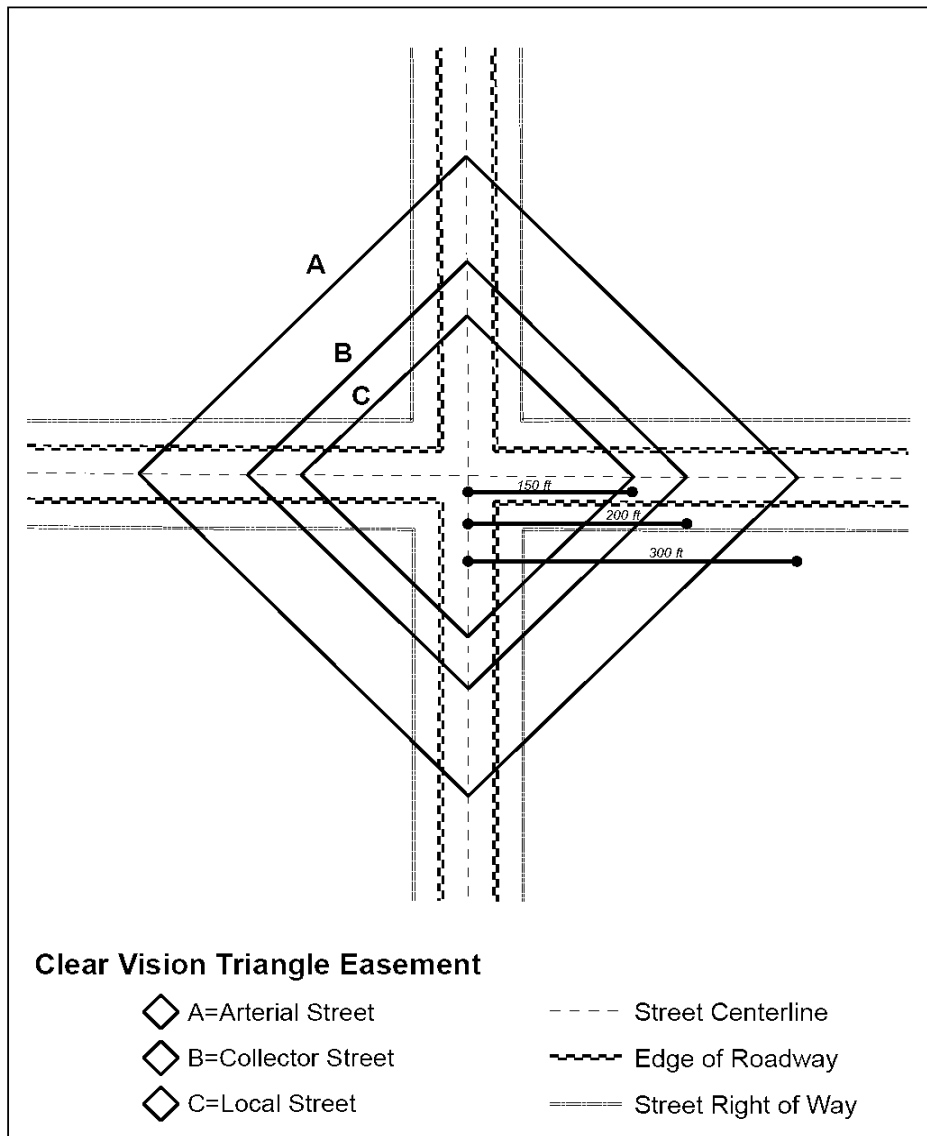 A
B
C
150 ft
200 ft
300 ft
Clear Vision Triangle Easement
A=Arterial Street
B=Collector Street
C=Local Street
Street Centerline
Edge of Roadway
Street Right of Way